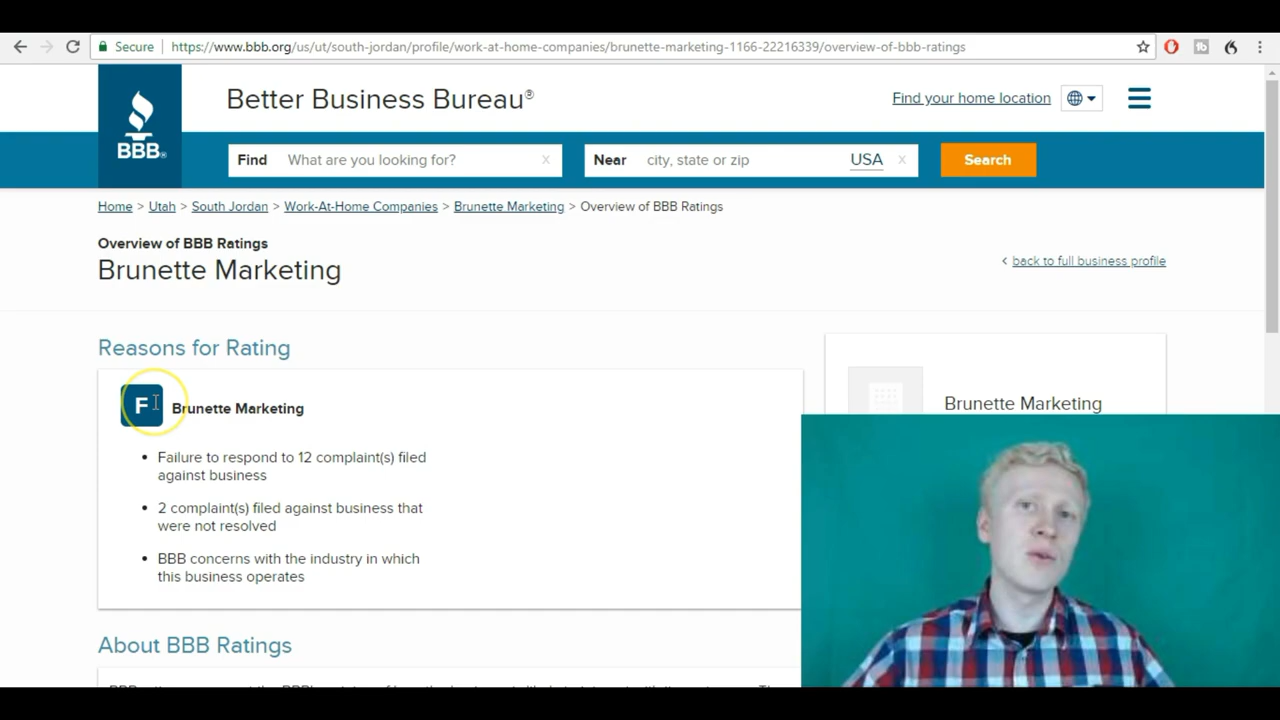 Secure
https://www.bbb.org/us/ut/south-jordan/profile/work-at-home-companies/brunette-marketing-1166-22216339/overview-of-bbb-ratings
BBB®
Better Business Bureau®
Find your home location
Find What are you looking for? x
Near city, state or zip USA x
Search
Home > Utah > South Jordan > Work-At-Home Companies > Brunette Marketing > Overview of BBB Ratings
Overview of BBB Ratings
Brunette Marketing
< back to full business profile
Reasons for Rating
F Brunette Marketing
• Failure to respond to 12 complaint(s) filed
against business
• 2 complaint(s) filed against business that
were not resolved
• BBB concerns with the industry in which
this business operates
Brunette Marketing
About BBB Ratings